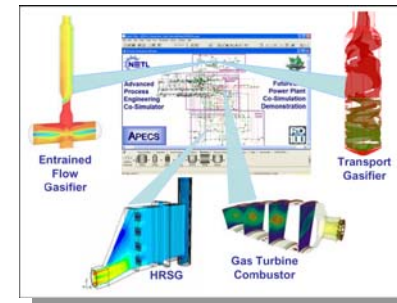 NETL
Advanced
Process
Engineering
Co-Simulator
APECS
Power Plant
Co-Simulation
Demonstration
Entrained
Flow
Gasifier
Transport
Gasifier
HRSG
Gas Turbine
Combustor